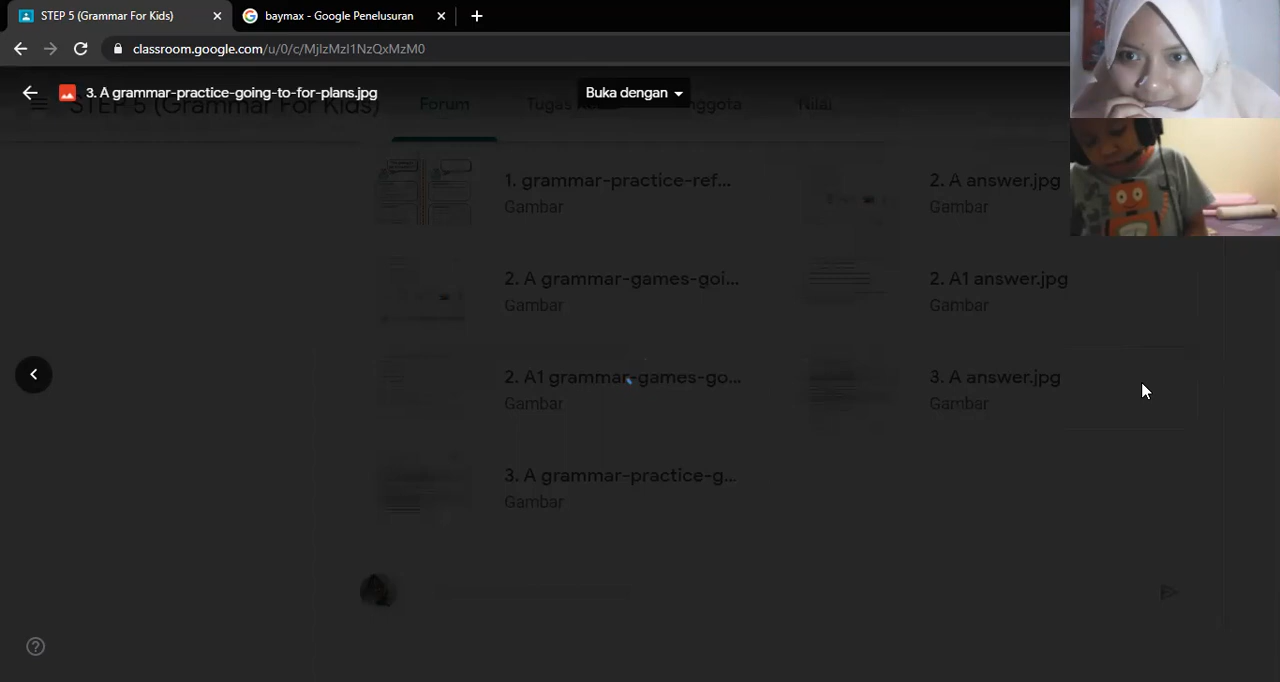 STEP 5 (Grammar For Kids)
baymax - Google Penelusuran
classroom.google.com/u/0/c/MjIzMzI1NzQxMzM0
3. A grammar-practice-going-to-for-plans.jpg
Buka dengan
STEP 5 (Grammar For Kids)
Forum
Tugas
nggota
Nilai
1. grammar-practice-ref...
Gambar
2. A answer.jpg
Gambar
2. A grammar-games-goi...
Gambar
2. A1 answer.jpg
Gambar
2. A1 grammar-games-go...
Gambar
3. A answer.jpg
Gambar
3. A grammar-practice-g...
Gambar